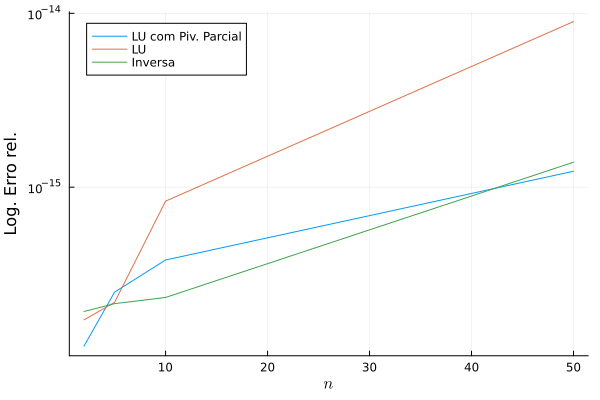 10⁻¹⁴
LU com Piv. Parcial
LU
Inversa
Log. Erro rel.
10⁻¹⁵
10 20 30 40 50
n